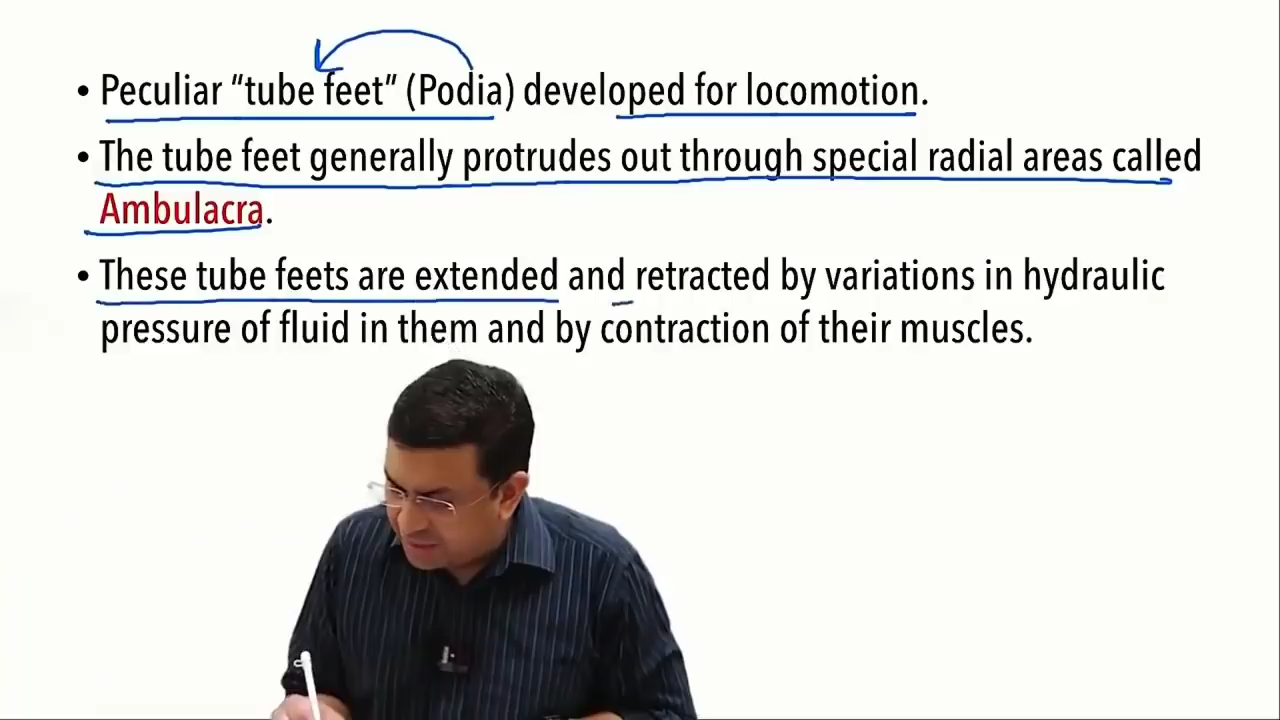 • Peculiar “tube feet” (Podia) developed for locomotion.
• The tube feet generally protrudes out through special radial areas called
Ambulacra.
• These tube feets are extended and retracted by variations in hydraulic
pressure of fluid in them and by contraction of their muscles.